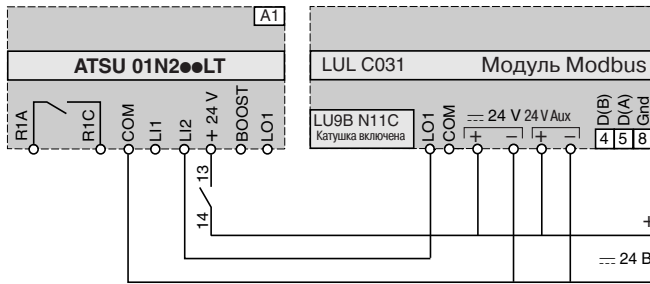 A1
ATSU 01N2●●LT
R1A
R1C
COM
LI1
LI2
+ 24 V
BOOST
LO1
13
14
LUL C031
Модуль Modbus
LU9B N11C
Катушка включена
LO1
COM
24 V
24 V Aux
+ − + −
D(B)
D(A)
Gnd
4 5 8
+
24 В